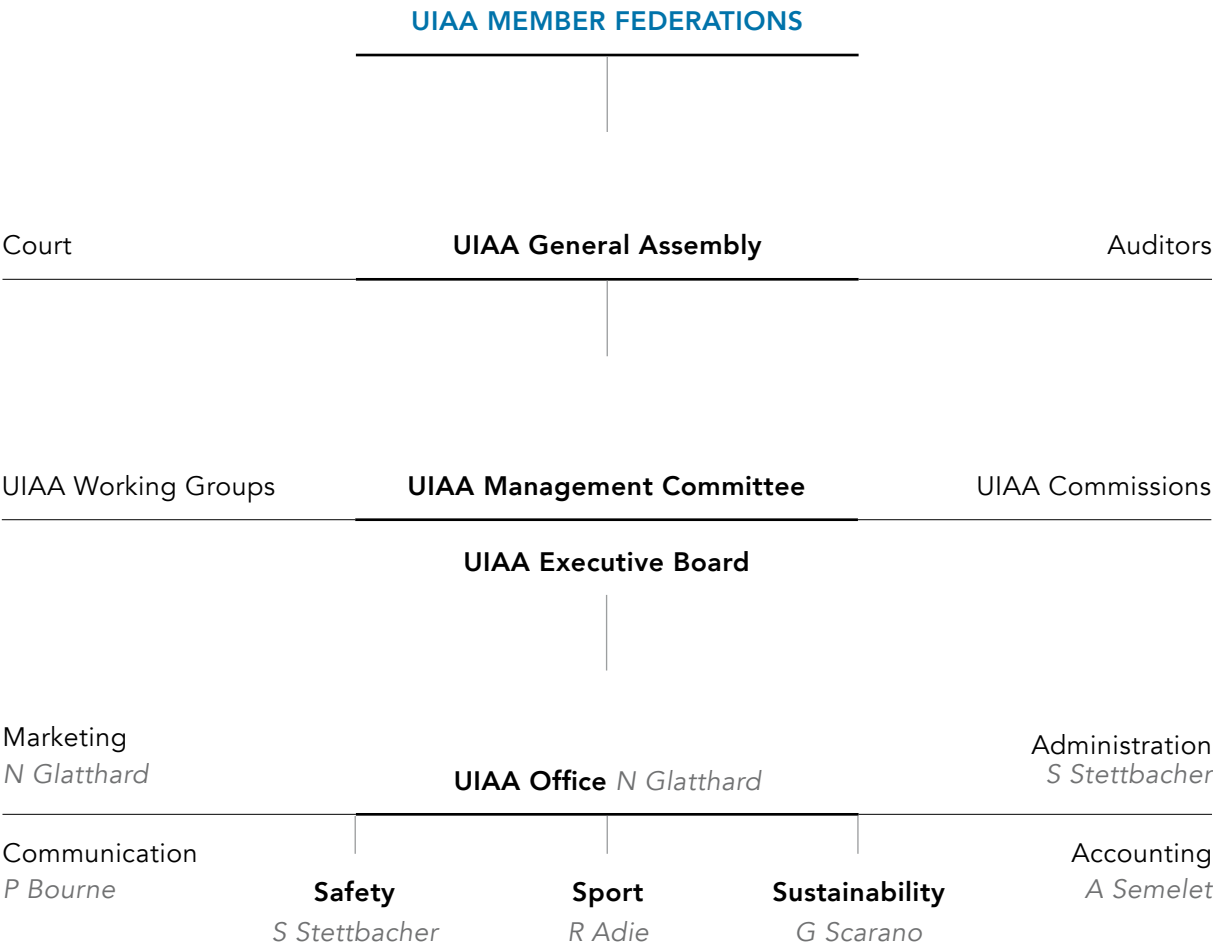 UIAA MEMBER FEDERATIONS
Court
UIAA General Assembly
Auditors
UIAA Working Groups
UIAA Management Committee
UIAA Commissions
UIAA Executive Board
Marketing
N Glatthard
UIAA Office N Glatthard
Administration
S Stettbacher
Communication
P Bourne
Safety
S Stettbacher
Sport
R Adie
Sustainability
G Scarano
Accounting
A Semelet